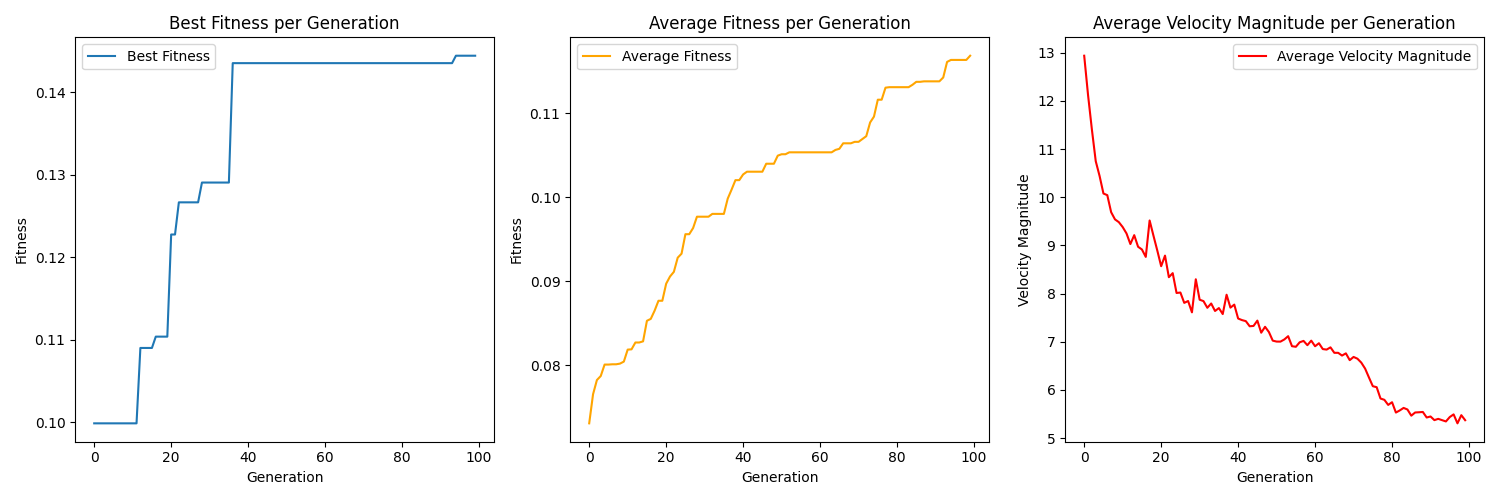 Best Fitness per Generation
Best Fitness
0.14
0.13
0.12
0.11
0.10
Fitness
0 20 40 60 80 100
Generation
Average Fitness per Generation
Average Fitness
0.11
0.10
0.09
0.08
Fitness
0 20 40 60 80 100
Generation
Average Velocity Magnitude per Generation
Average Velocity Magnitude
13
12
11
10
9
8
7
6
5
Velocity Magnitude
0 20 40 60 80 100
Generation